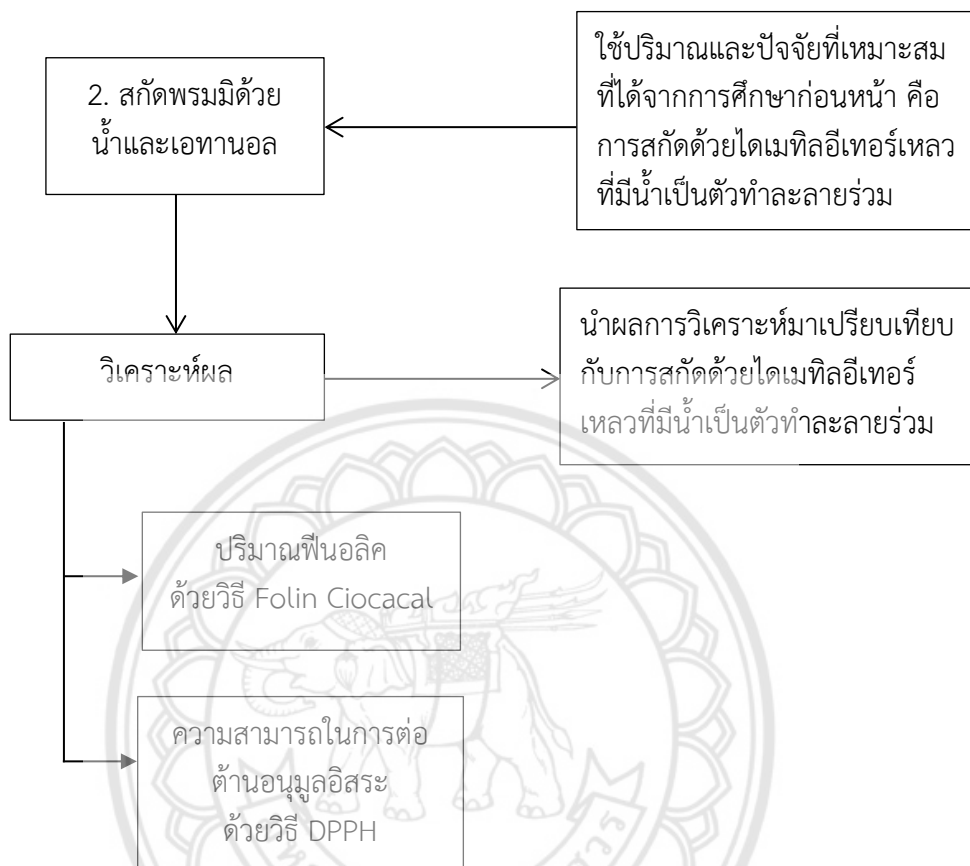 2. สกัดพรมมิด้วย
น้ำและเอทานอล
ใช้ปริมาณและปัจจัยที่เหมาะสม
ที่ได้จากการศึกษาก่อนหน้า คือ
การสกัดด้วยไดเมทิลอีเทอร์เหลว
ที่มีน้ำเป็นตัวทำละลายร่วม
วิเคราะห์ผล
นำผลการวิเคราะห์มาเปรียบเทียบ
กับการสกัดด้วยไดเมทิลอีเทอร์
เหลวที่มีน้ำเป็นตัวทำละลายร่วม
ปริมาณฟีนอลิค
ด้วยวิธี Folin Ciocacal
ความสามารถในการต่อ
ต้านอนุมูลอิสระ
ด้วยวิธี DPPH